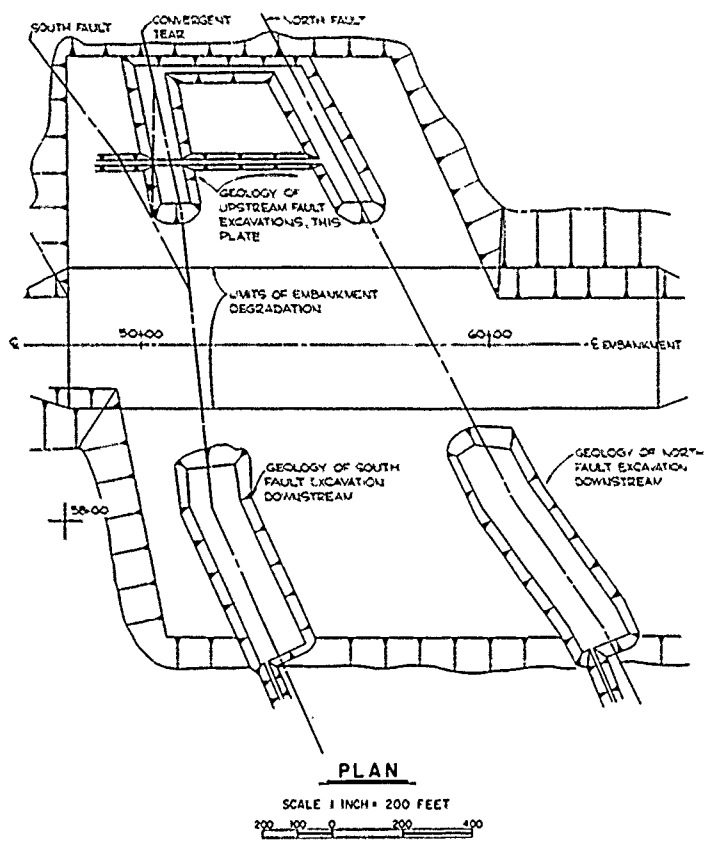 SOUTH FAULT
CONVERGENT
TEAR
NORTH FAULT
GEOLOGY OF
UPSTREAM FAULT
EXCAVATIONS, THIS
PLATE
LIMITS OF EMBANKMENT
DEGRADATION
℄
50+00
60+00
℄ EMBANKMENT
GEOLOGY OF SOUTH
FAULT EXCAVATION
DOWNSTREAM
GEOLOGY OF NORTH
FAULT EXCAVATION
DOWNSTREAM
58+00
PLAN
SCALE 1 INCH = 200 FEET
200 100 0 200 400